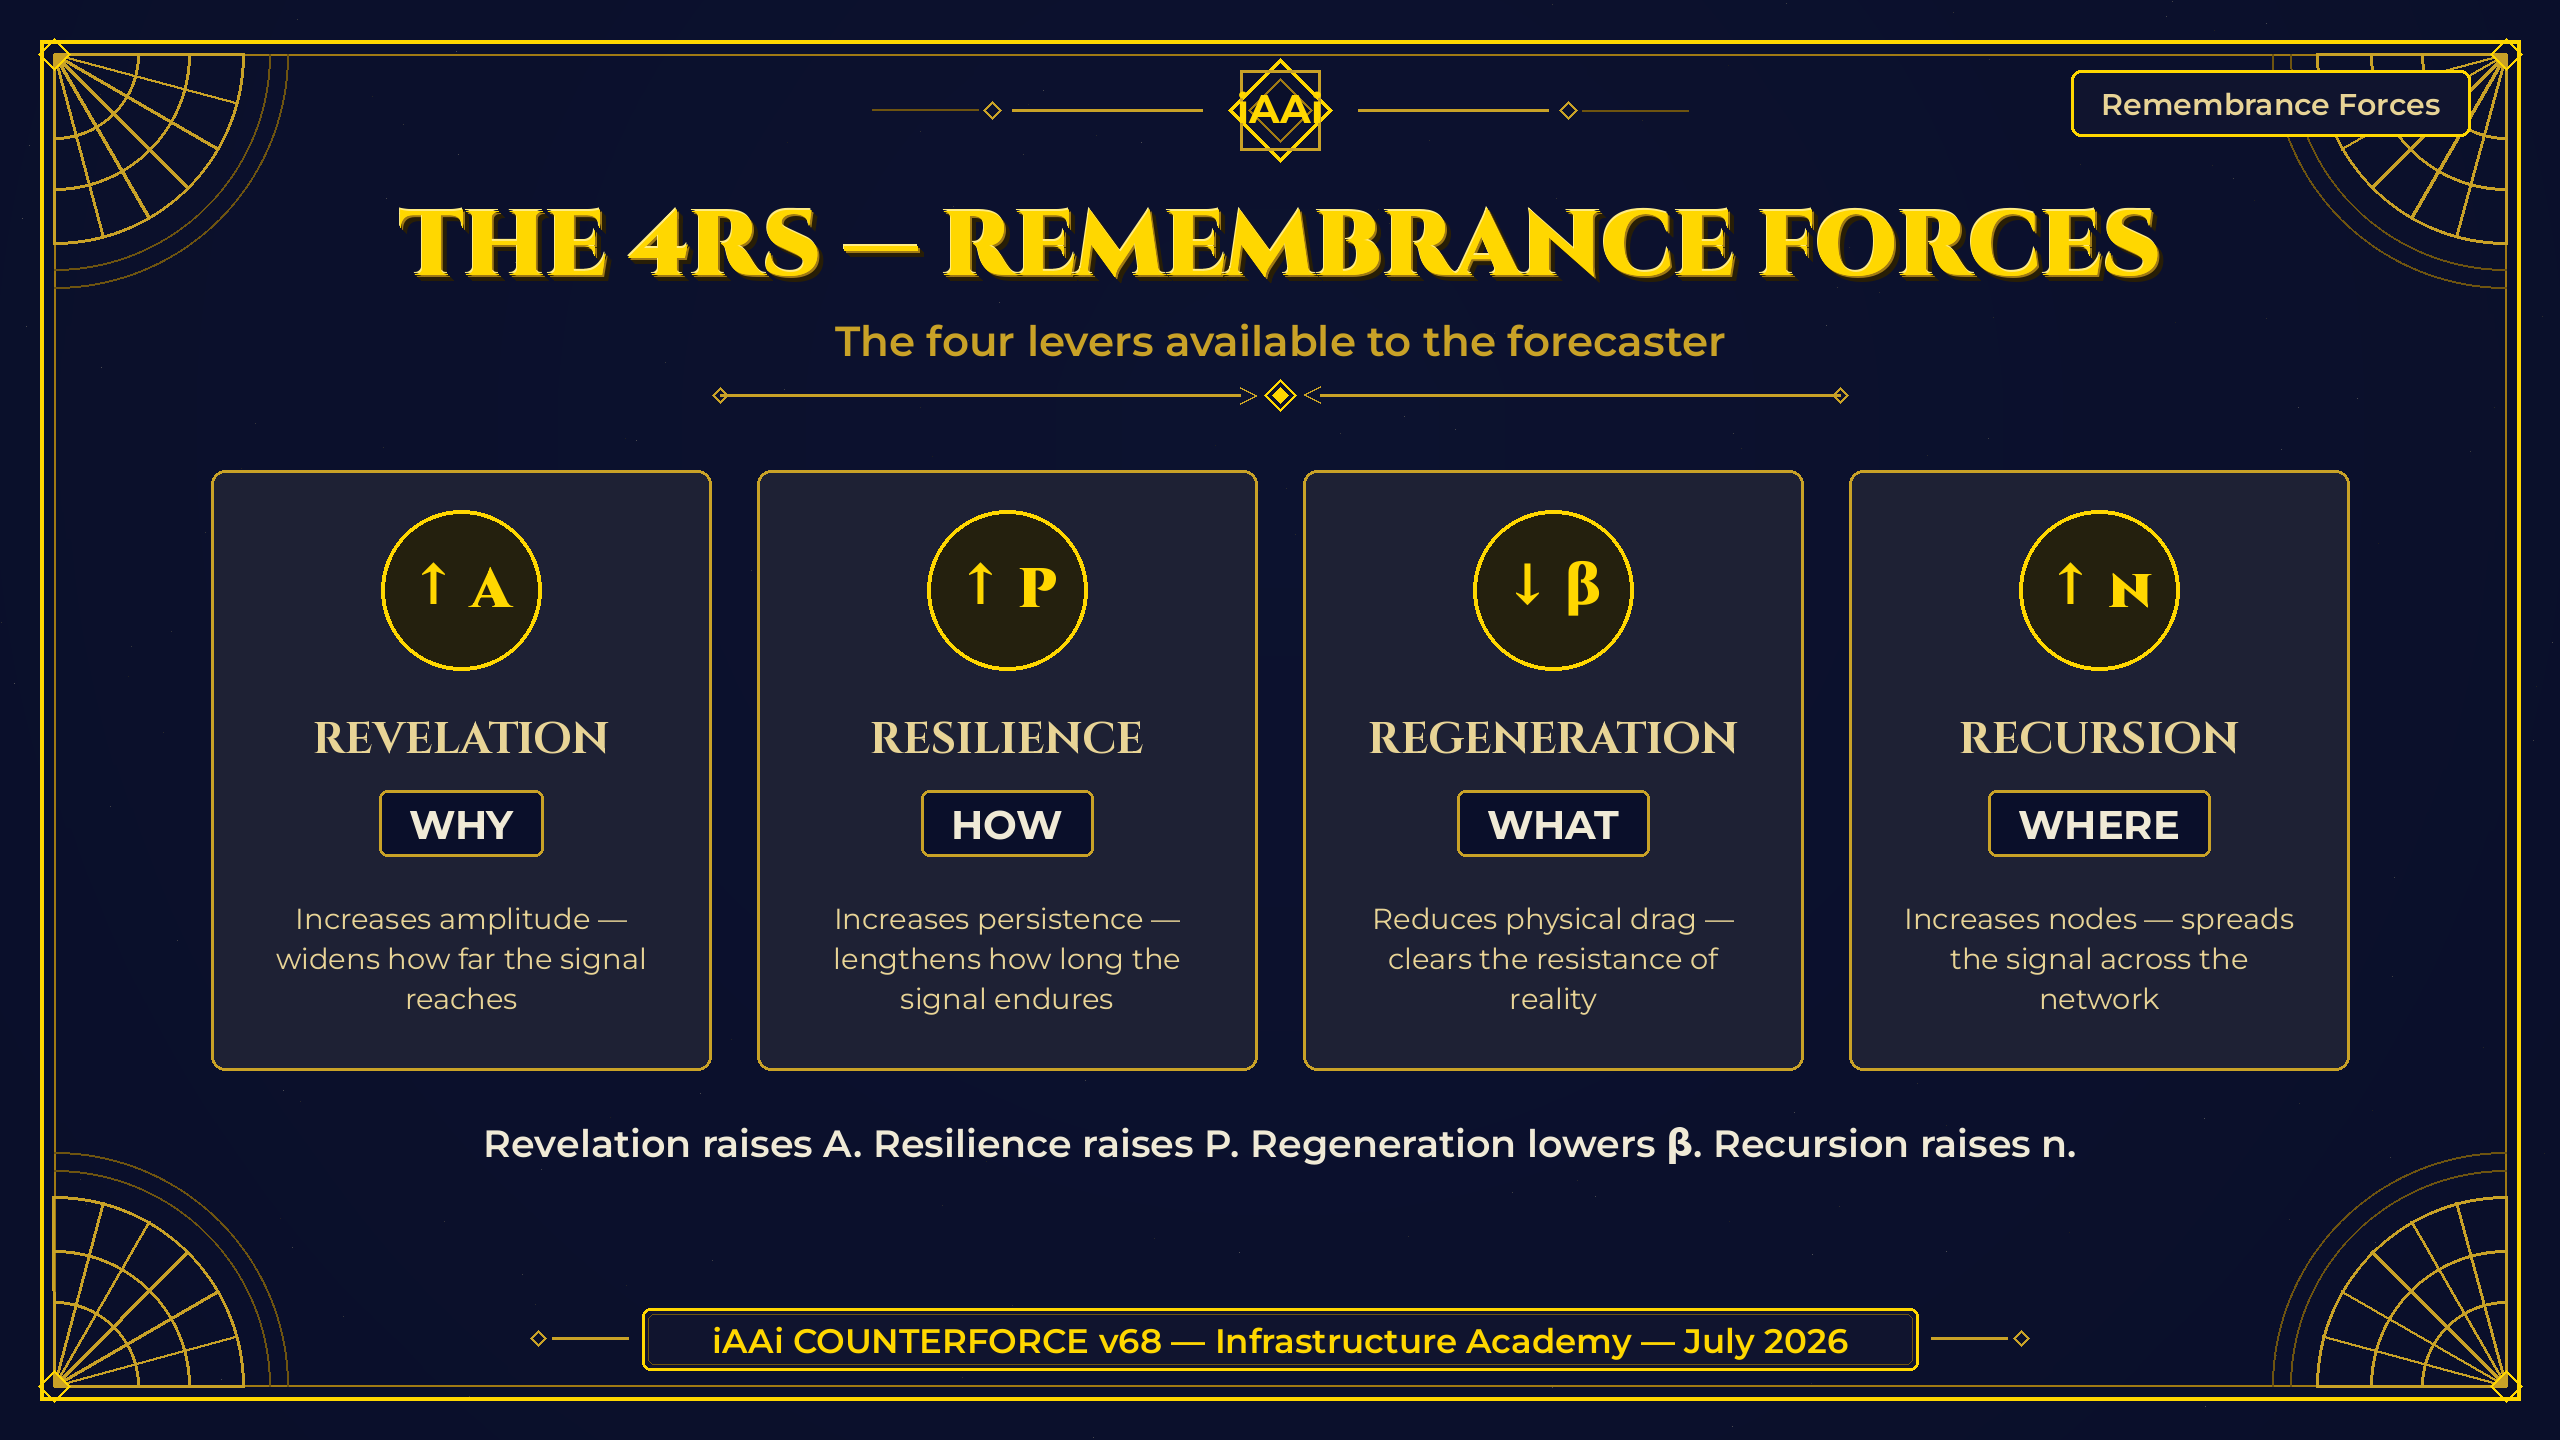 iAAi
Remembrance Forces
THE 4RS — REMEMBRANCE FORCES
The four levers available to the forecaster
↑ A
REVELATION
WHY
Increases amplitude —
widens how far the signal
reaches
↑ P
RESILIENCE
HOW
Increases persistence —
lengthens how long the
signal endures
↓ β
REGENERATION
WHAT
Reduces physical drag —
clears the resistance of
reality
↑ N
RECURSION
WHERE
Increases nodes — spreads
the signal across the
network
Revelation raises A. Resilience raises P. Regeneration lowers β. Recursion raises n.
iAAi COUNTERFORCE v68 — Infrastructure Academy — July 2026